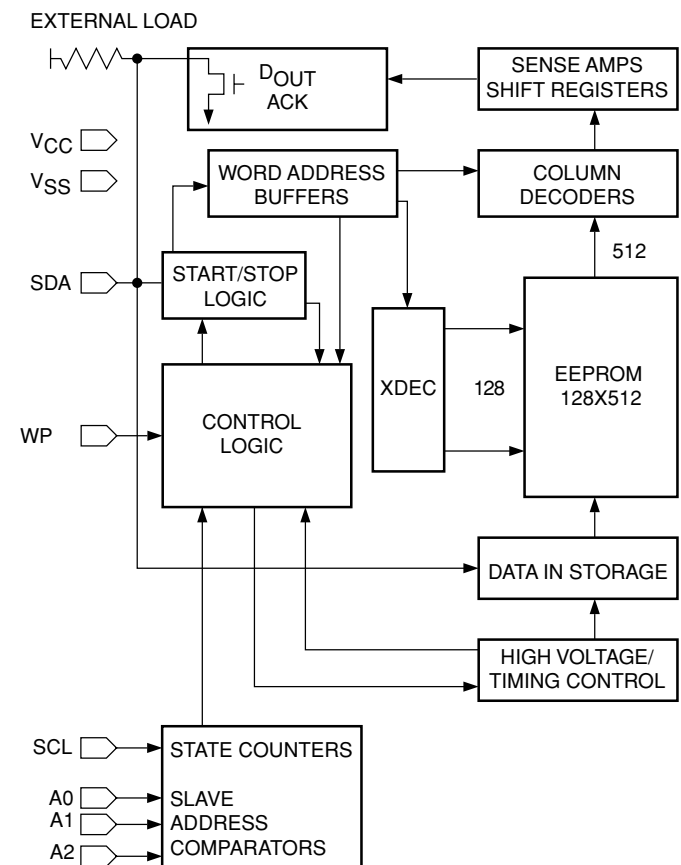 EXTERNAL LOAD
DOUT
ACK
SENSE AMPS
SHIFT REGISTERS
VCC
VSS
WORD ADDRESS
BUFFERS
COLUMN
DECODERS
512
SDA
START/STOP
LOGIC
XDEC
128
EEPROM
128X512
WP
CONTROL
LOGIC
DATA IN STORAGE
HIGH VOLTAGE/
TIMING CONTROL
SCL
STATE COUNTERS
A0
SLAVE
A1
ADDRESS
A2
COMPARATORS